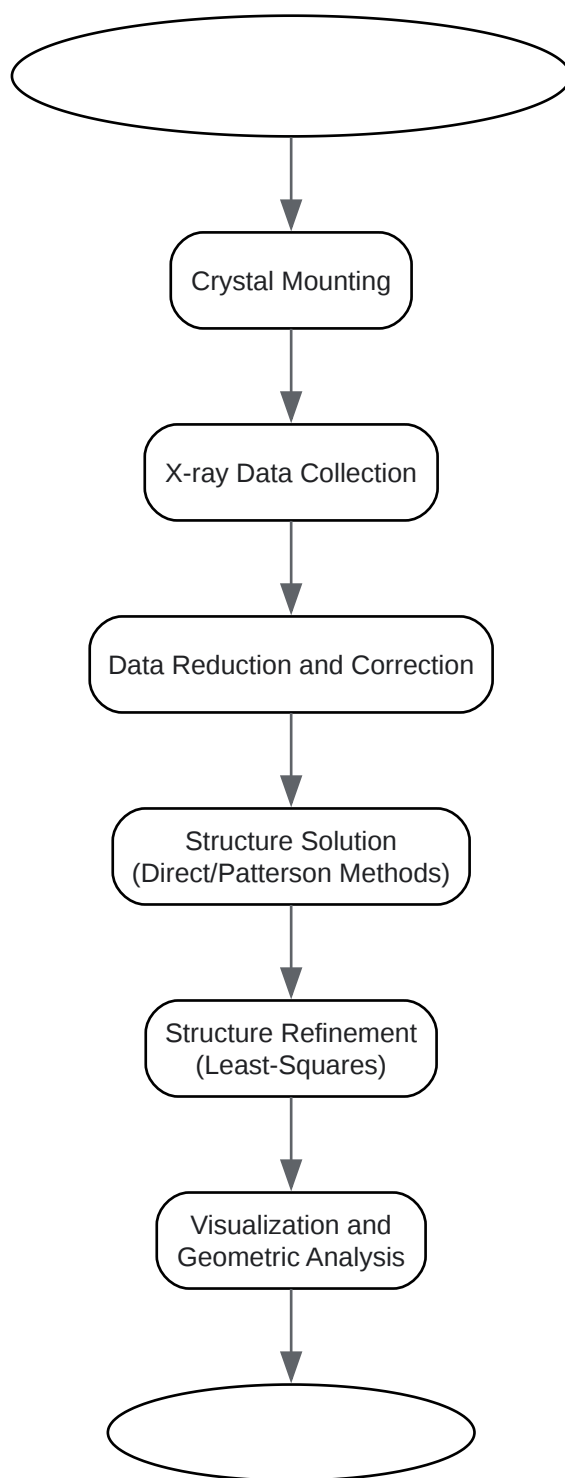 Crystal Mounting
X-ray Data Collection
Data Reduction and Correction
Structure Solution
(Direct/Patterson Methods)
Structure Refinement
(Least-Squares)
Visualization and
Geometric Analysis